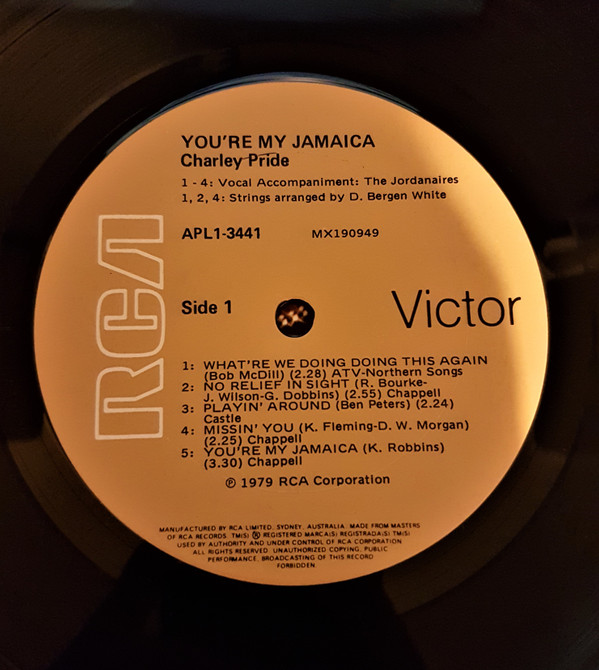 YOU'RE MY JAMAICA
Charley Pride
1 - 4: Vocal Accompaniment: The Jordanaires
1, 2, 4: Strings arranged by D. Bergen White
APL1-3441 MX190949
RCA
Side 1
Victor
1: WHAT'RE WE DOING DOING THIS AGAIN
(Bob McDill) (2.28) ATV-Northern Songs
2: NO RELIEF IN SIGHT (R. Bourke-
J. Wilson-G. Dobbins) (2.55) Chappell
3: PLAYIN' AROUND (Ben Peters) (2.24)
Castle
4: MISSIN' YOU (K. Fleming-D. W. Morgan)
(2.25) Chappell
5: YOU'RE MY JAMAICA (K. Robbins)
(3.30) Chappell
℗ 1979 RCA Corporation
MANUFACTURED BY RCA LIMITED, SYDNEY, AUSTRALIA. MADE FROM MASTERS
OF RCA RECORDS. TM(S) ® REGISTERED MARCA(S) REGISTRADA(S) TM(S)
USED BY AUTHORITY AND UNDER CONTROL OF RCA CORPORATION
ALL RIGHTS RESERVED. UNAUTHORIZED COPYING, PUBLIC
PERFORMANCE, BROADCASTING OF THIS RECORD
FORBIDDEN